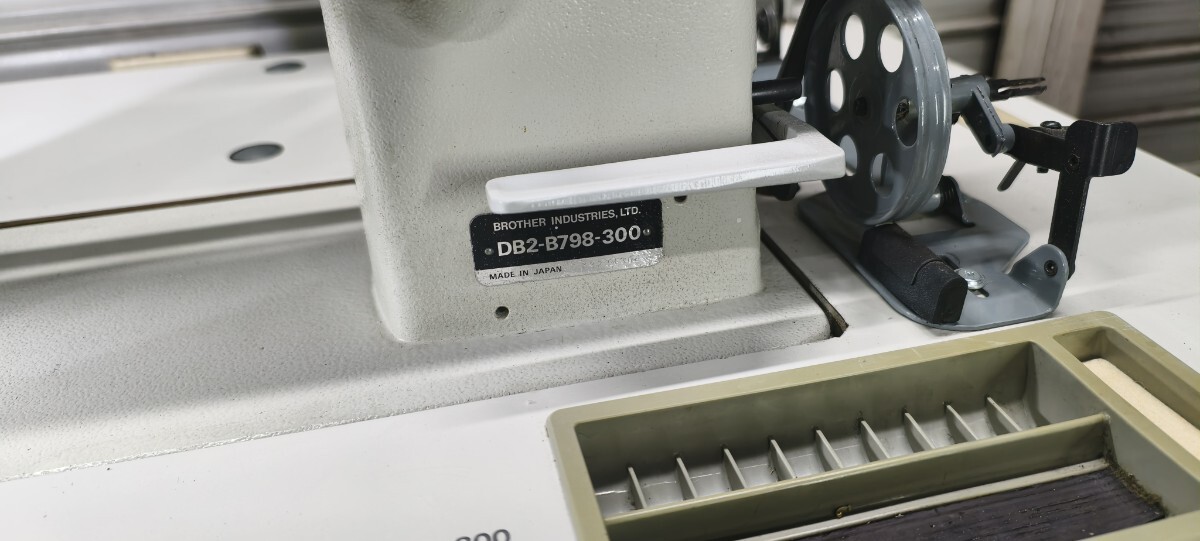 BROTHER INDUSTRIES, LTD.
DB2-B798-300
MADE IN JAPAN